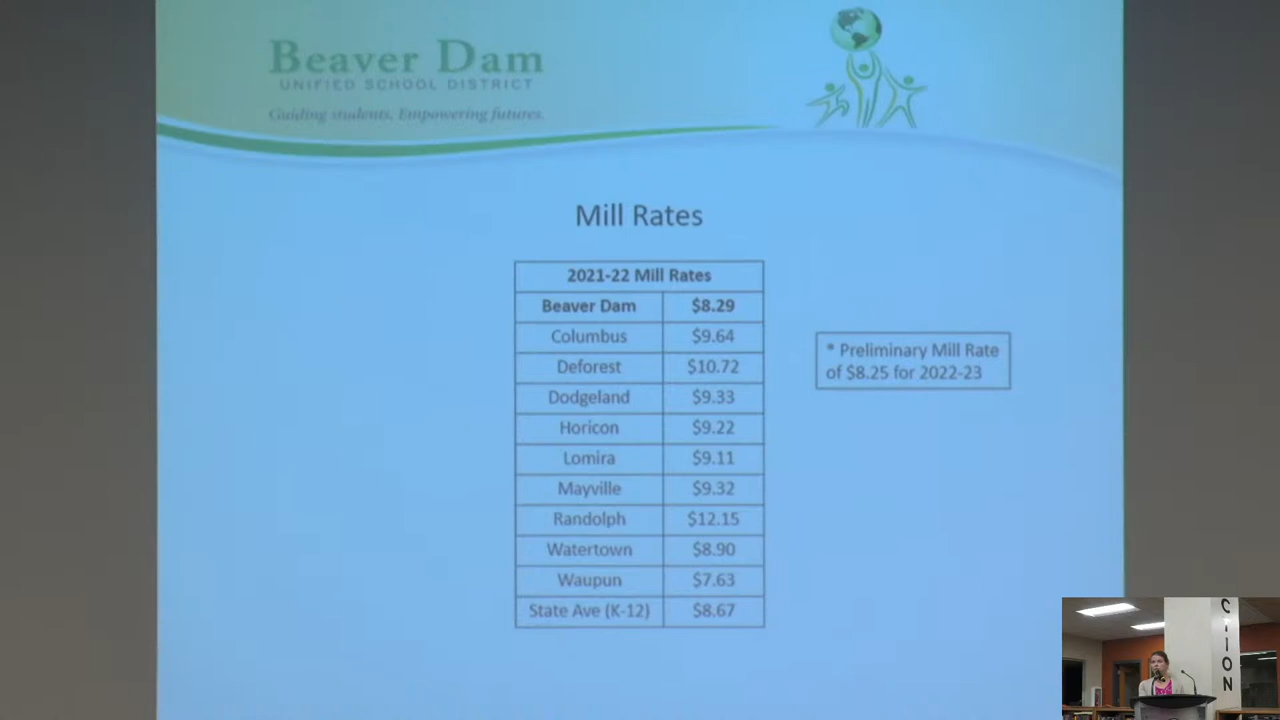 Beaver Dam
UNIFIED SCHOOL DISTRICT
Guiding students, Empowering futures.
Mill Rates
2021-22 Mill Rates
Beaver Dam $8.29
Columbus $9.64
Deforest $10.72
Dodgeland $9.33
Horicon $9.22
Lomira $9.11
Mayville $9.32
Randolph $12.15
Watertown $8.90
Waupun $7.63
State Ave (K-12) $8.67
* Preliminary Mill Rate
of $8.25 for 2022-23